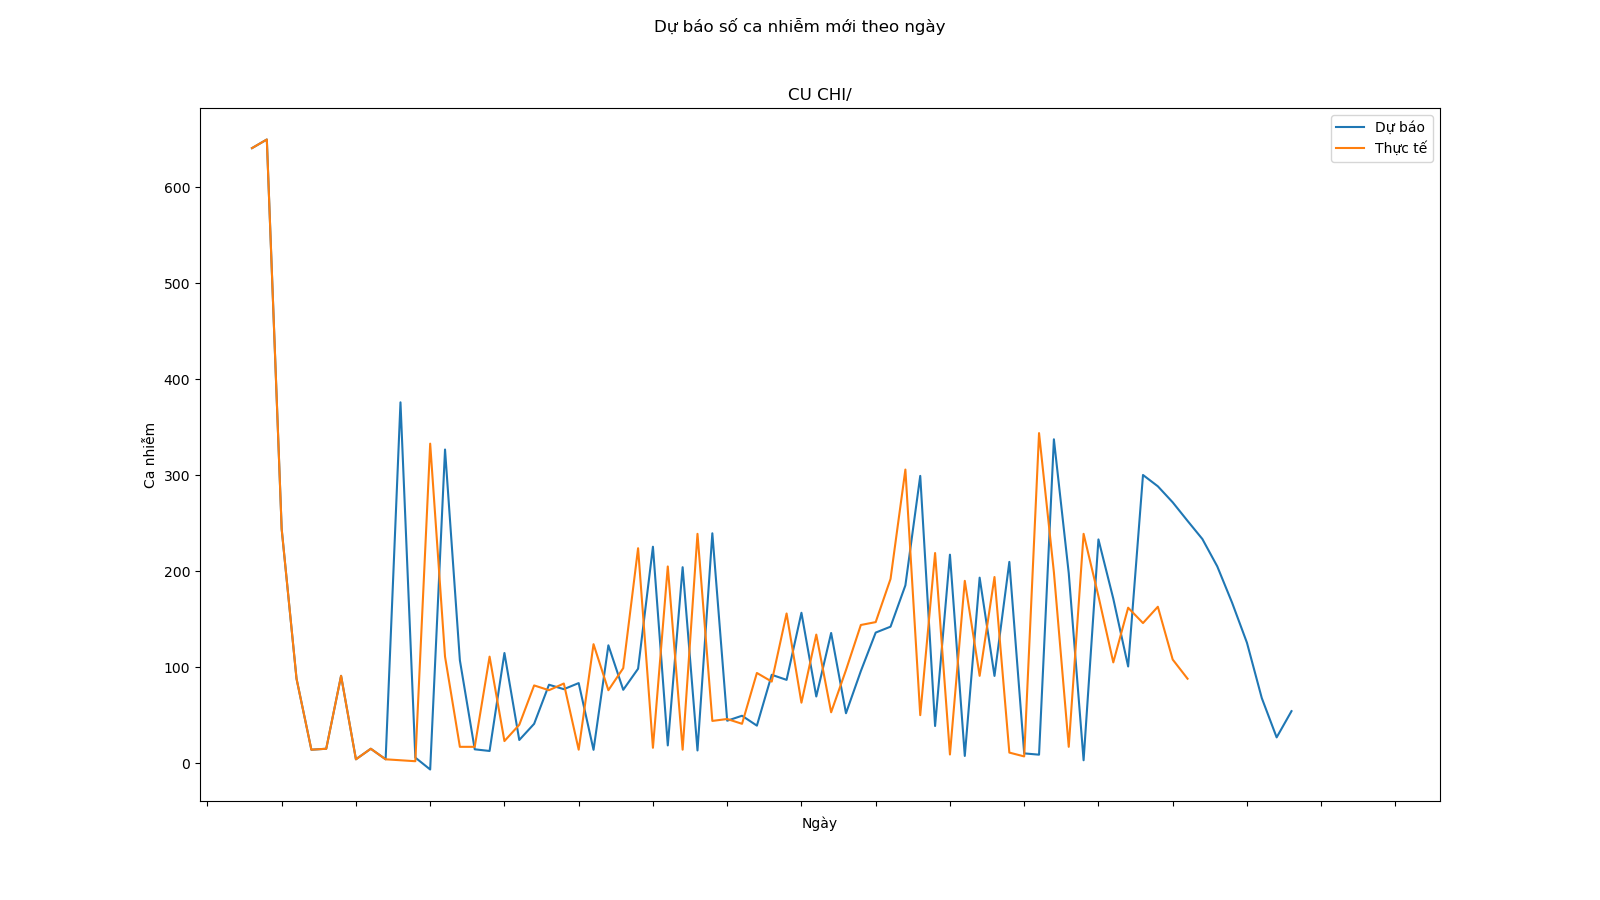 Dự báo số ca nhiễm mới theo ngày
CU CHI/
Dự báo
Thực tế
600
500
400
300
200
100
0
Ca nhiễm
Ngày